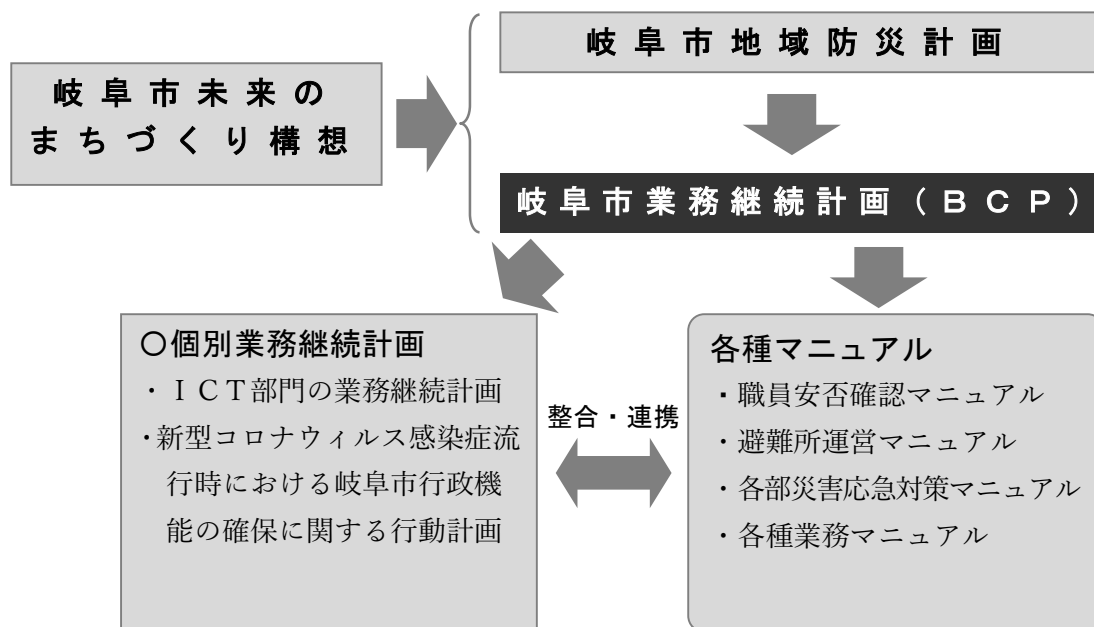 岐阜市地域防災計画
岐阜市未来の
まちづくり構想
岐阜市業務継続計画(BCP)
〇個別業務継続計画
・ICT部門の業務継続計画
・新型コロナウィルス感染症流
行時における岐阜市行政機
能の確保に関する行動計画
整合・連携
各種マニュアル
・職員安否確認マニュアル
・避難所運営マニュアル
・各部災害応急対策マニュアル
・各種業務マニュアル